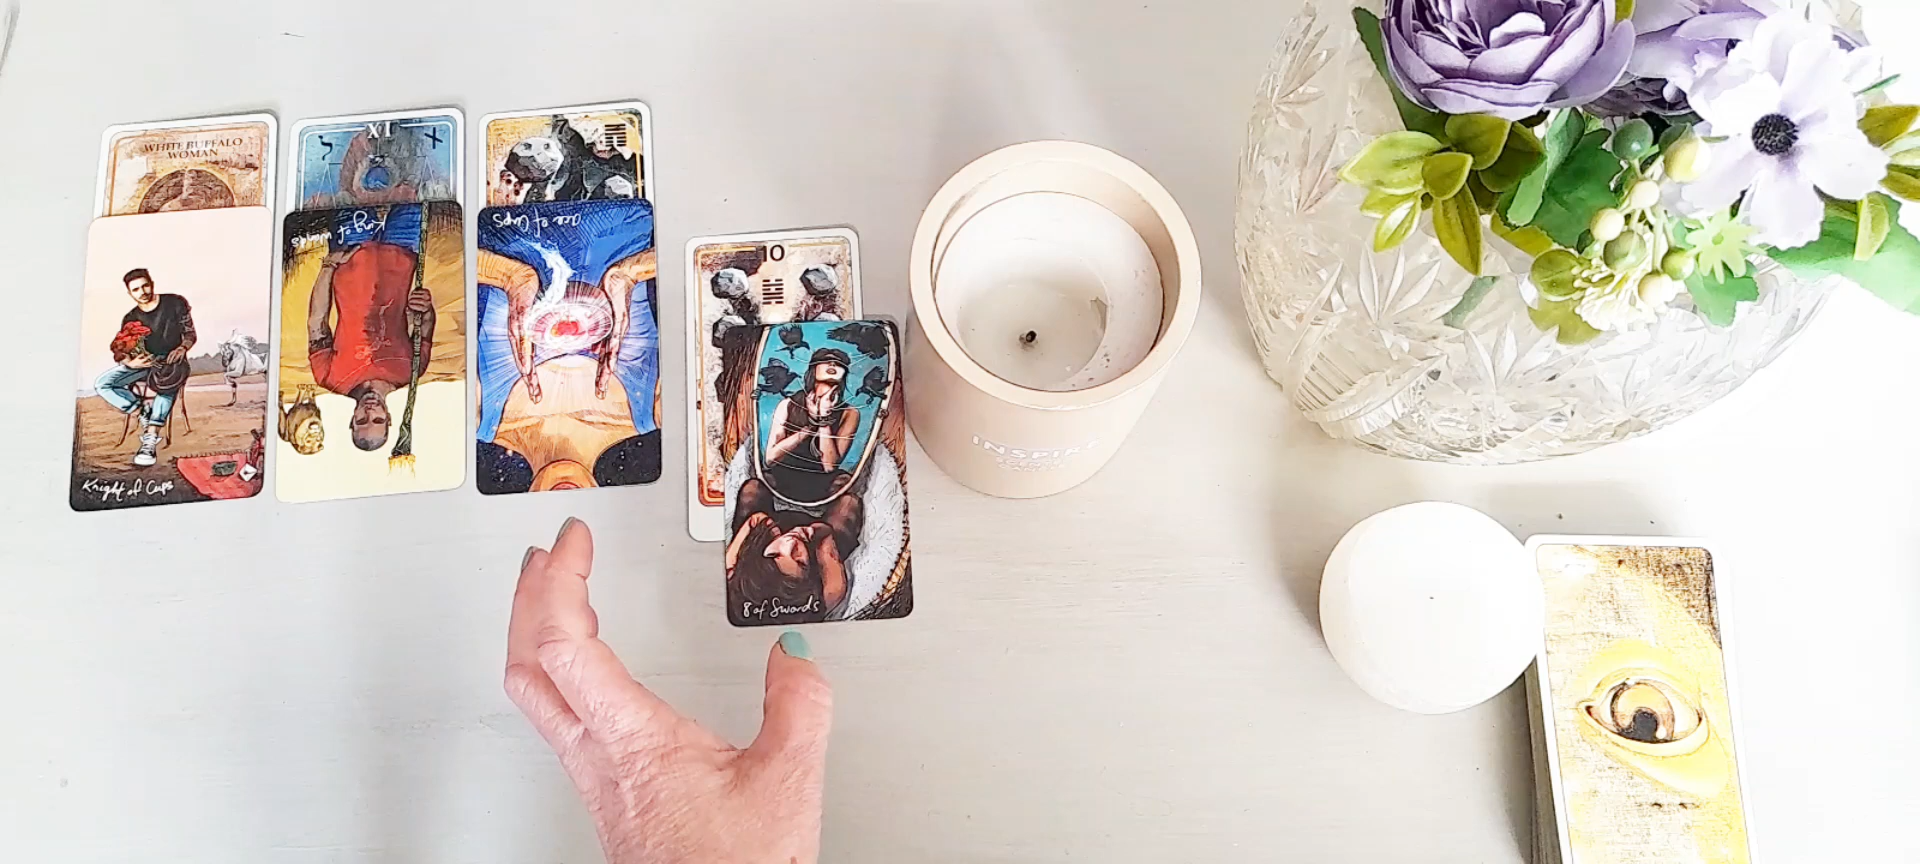 WHITE BUFFALO
WOMAN
XI
Knight of Cups
King of Wands
ace of Cups
10
8 of Swords
INSPIRE